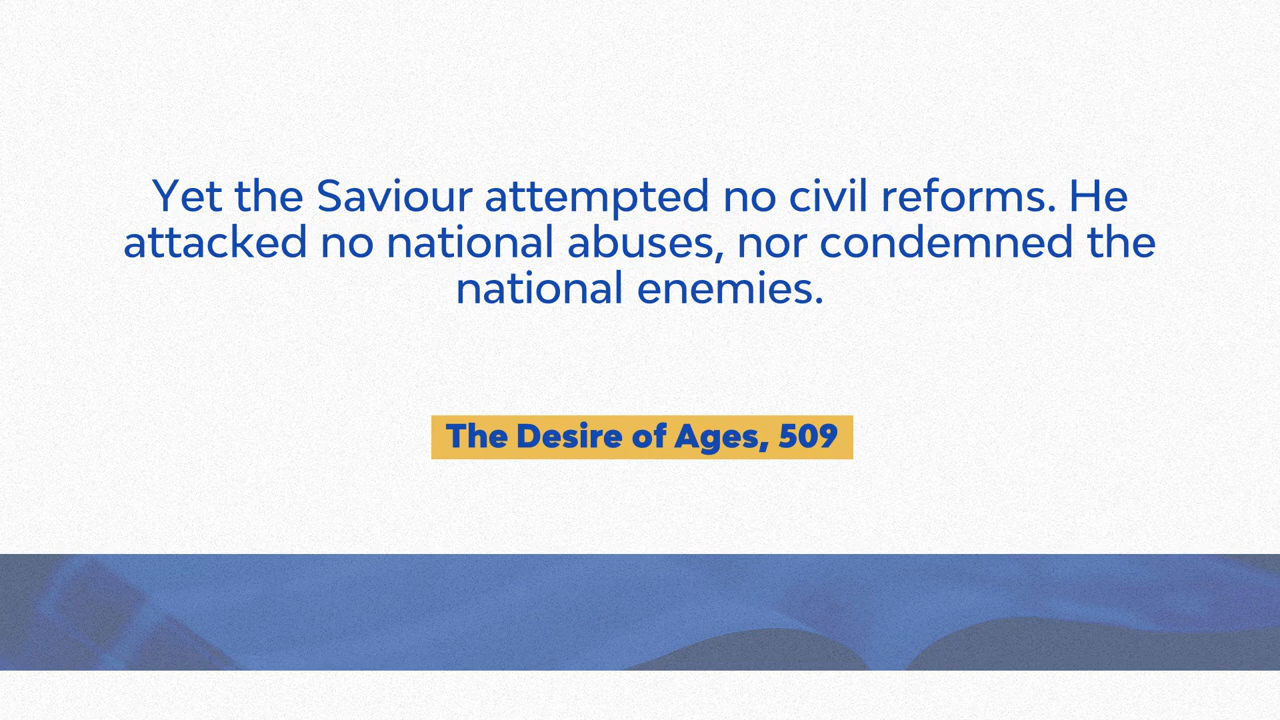 Yet the Saviour attempted no civil reforms. He
attacked no national abuses, nor condemned the
national enemies.
The Desire of Ages, 509